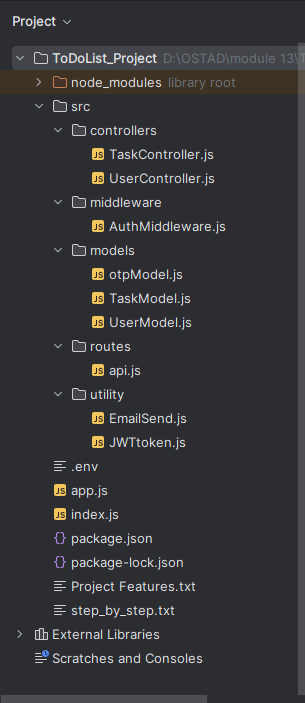 Project
ToDoList_Project D:\OSTAD\module 13\T
node_modules library root
src
controllers
JS TaskController.js
JS UserController.js
middleware
JS AuthMiddleware.js
models
JS otpModel.js
JS TaskModel.js
JS UserModel.js
routes
JS api.js
utility
JS EmailSend.js
JS JWTtoken.js
.env
JS app.js
JS index.js
{} package.json
{} package-lock.json
Project Features.txt
step_by_step.txt
External Libraries
Scratches and Consoles